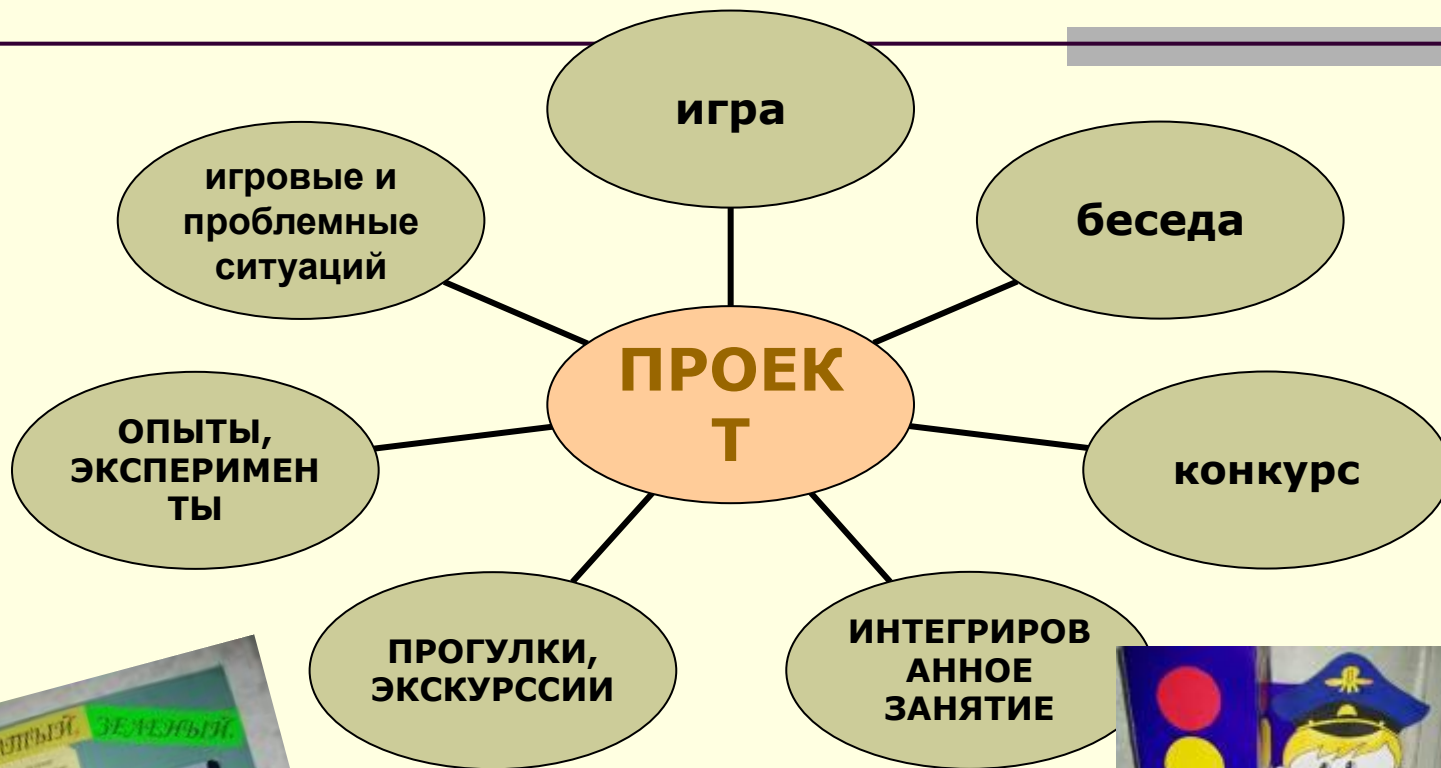 игра
игровые и
проблемные
ситуаций
беседа
ПРОЕК
Т
ОПЫТЫ,
ЭКСПЕРИМЕН
ТЫ
конкурс
ПРОГУЛКИ,
ЭКСКУРССИИ
ИНТЕГРИРОВ
АННОЕ
ЗАНЯТИЕ
ЗЕЛЕНЫЙ.